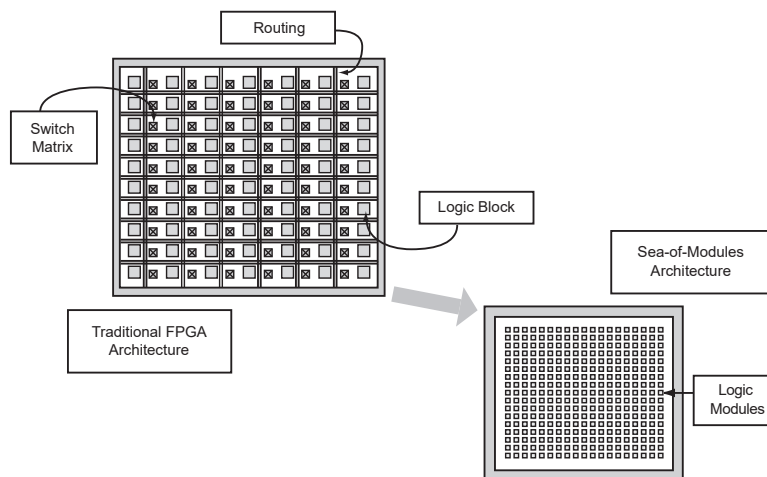 Routing
Switch
Matrix
Logic Block
Sea-of-Modules
Architecture
Traditional FPGA
Architecture
Logic
Modules